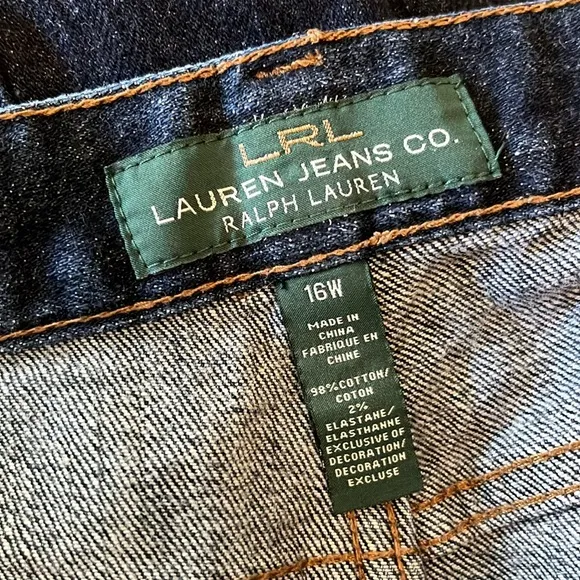 LRL
LAUREN JEANS CO.
RALPH LAUREN
16W
MADE IN
CHINA
FABRIQUE EN
CHINE
98% COTTON/
COTON
2%
ELASTANE/
ELASTHANNE
EXCLUSIVE OF
DECORATION/
DECORATION
EXCLUSE